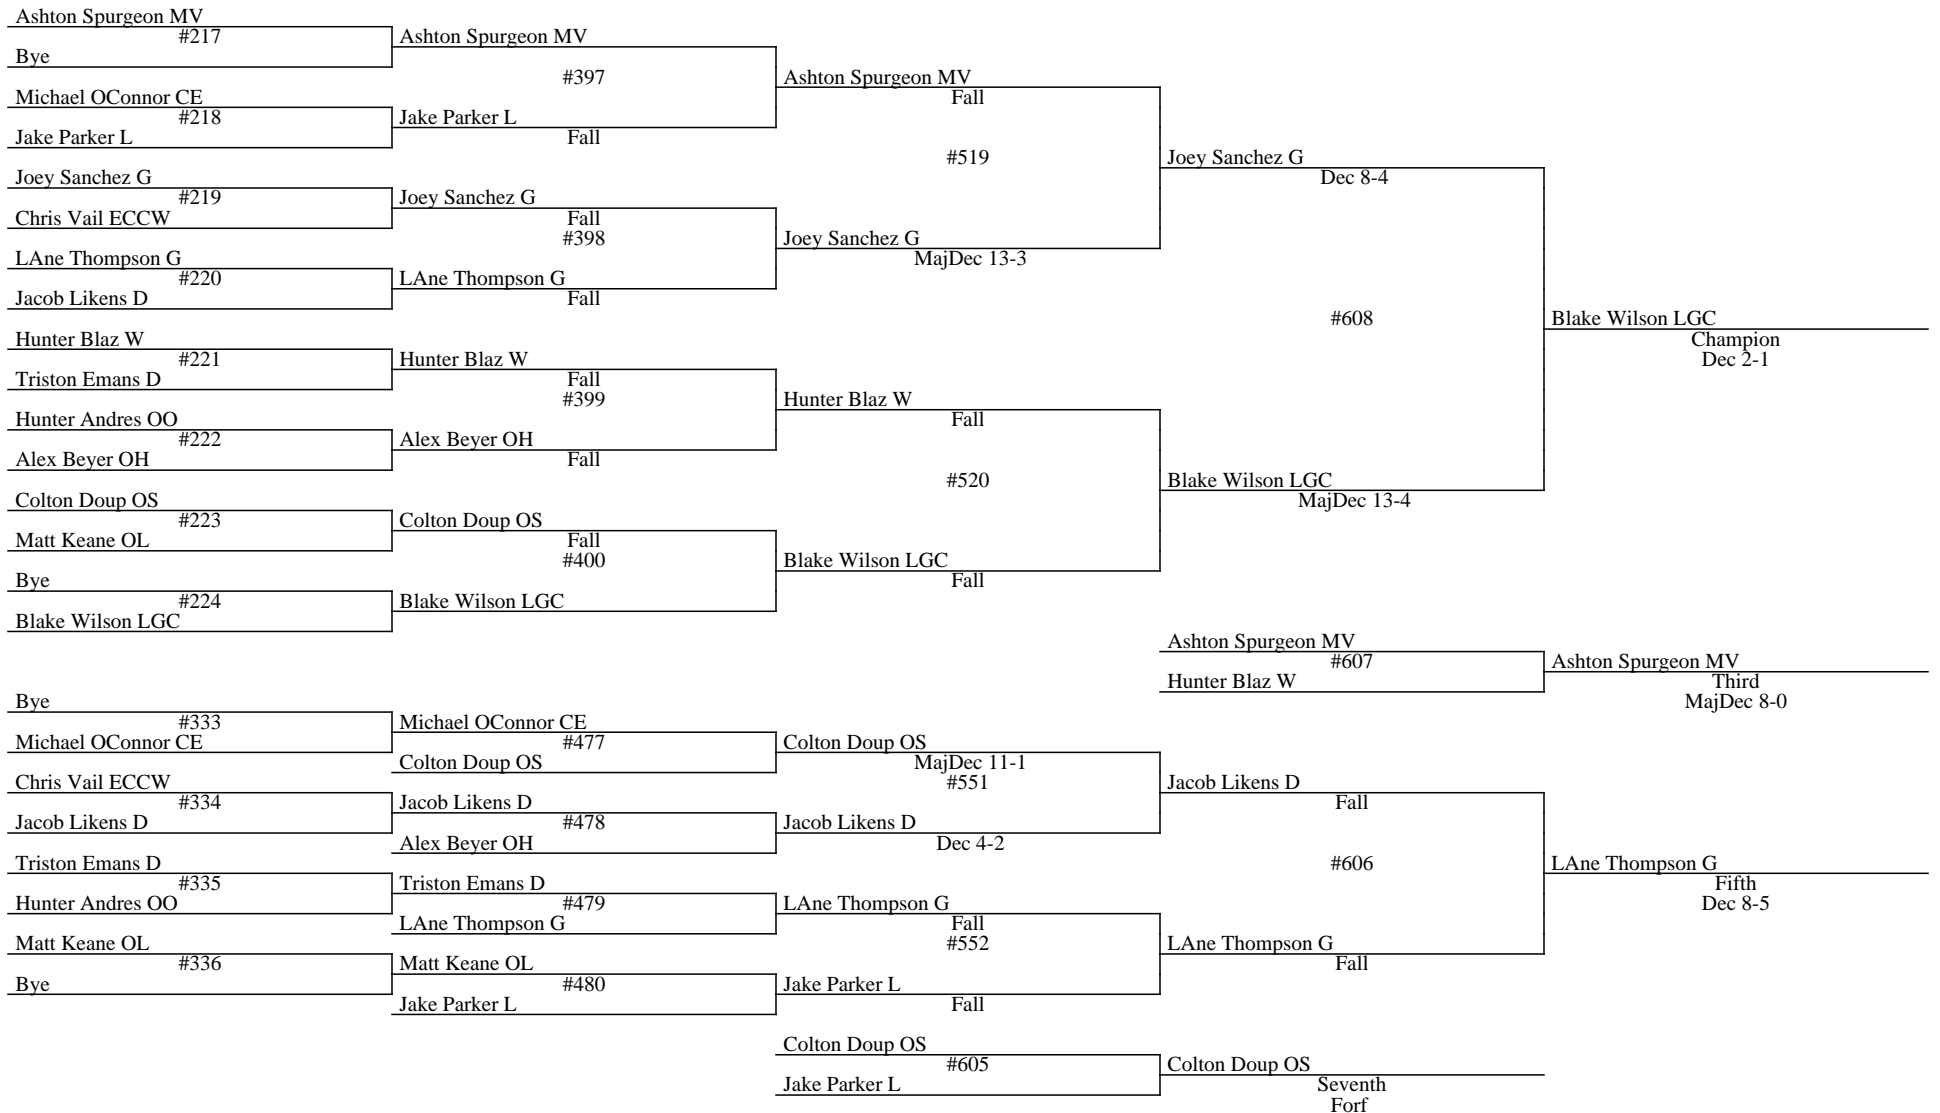 Ashton Spurgeon MV
#217
Bye
Michael OConnor CE
#218
Jake Parker L
Joey Sanchez G
#219
Chris Vail ECCW
LAne Thompson G
#220
Jacob Likens D
Hunter Blaz W
#221
Triston Emans D
Hunter Andres OO
#222
Alex Beyer OH
Colton Doup OS
#223
Matt Keane OL
Bye
#224
Blake Wilson LGC
Ashton Spurgeon MV
#397
Jake Parker L
Fall
Joey Sanchez G
Fall
#398
LAne Thompson G
Fall
Hunter Blaz W
Fall
#399
Alex Beyer OH
Fall
Colton Doup OS
Fall
#400
Blake Wilson LGC
Ashton Spurgeon MV
Fall
#519
Joey Sanchez G
MajDec 13-3
Hunter Blaz W
Fall
#520
Blake Wilson LGC
Fall
Joey Sanchez G
Dec 8-4
#608
Blake Wilson LGC
MajDec 13-4
Blake Wilson LGC
Champion
Dec 2-1
Ashton Spurgeon MV
#607
Hunter Blaz W
Ashton Spurgeon MV
Third
MajDec 8-0
Bye
#333
Michael OConnor CE
Chris Vail ECCW
#334
Jacob Likens D
Triston Emans D
#335
Hunter Andres OO
Matt Keane OL
#336
Bye
Michael OConnor CE
#477
Colton Doup OS
Jacob Likens D
#478
Alex Beyer OH
Triston Emans D
#479
LAne Thompson G
Matt Keane OL
#480
Jake Parker L
Colton Doup OS
MajDec 11-1
#551
Jacob Likens D
Dec 4-2
LAne Thompson G
Fall
#552
Jake Parker L
Fall
Jacob Likens D
Fall
#606
LAne Thompson G
Fall
LAne Thompson G
Fifth
Dec 8-5
Colton Doup OS
#605
Jake Parker L
Colton Doup OS
Seventh
Forf